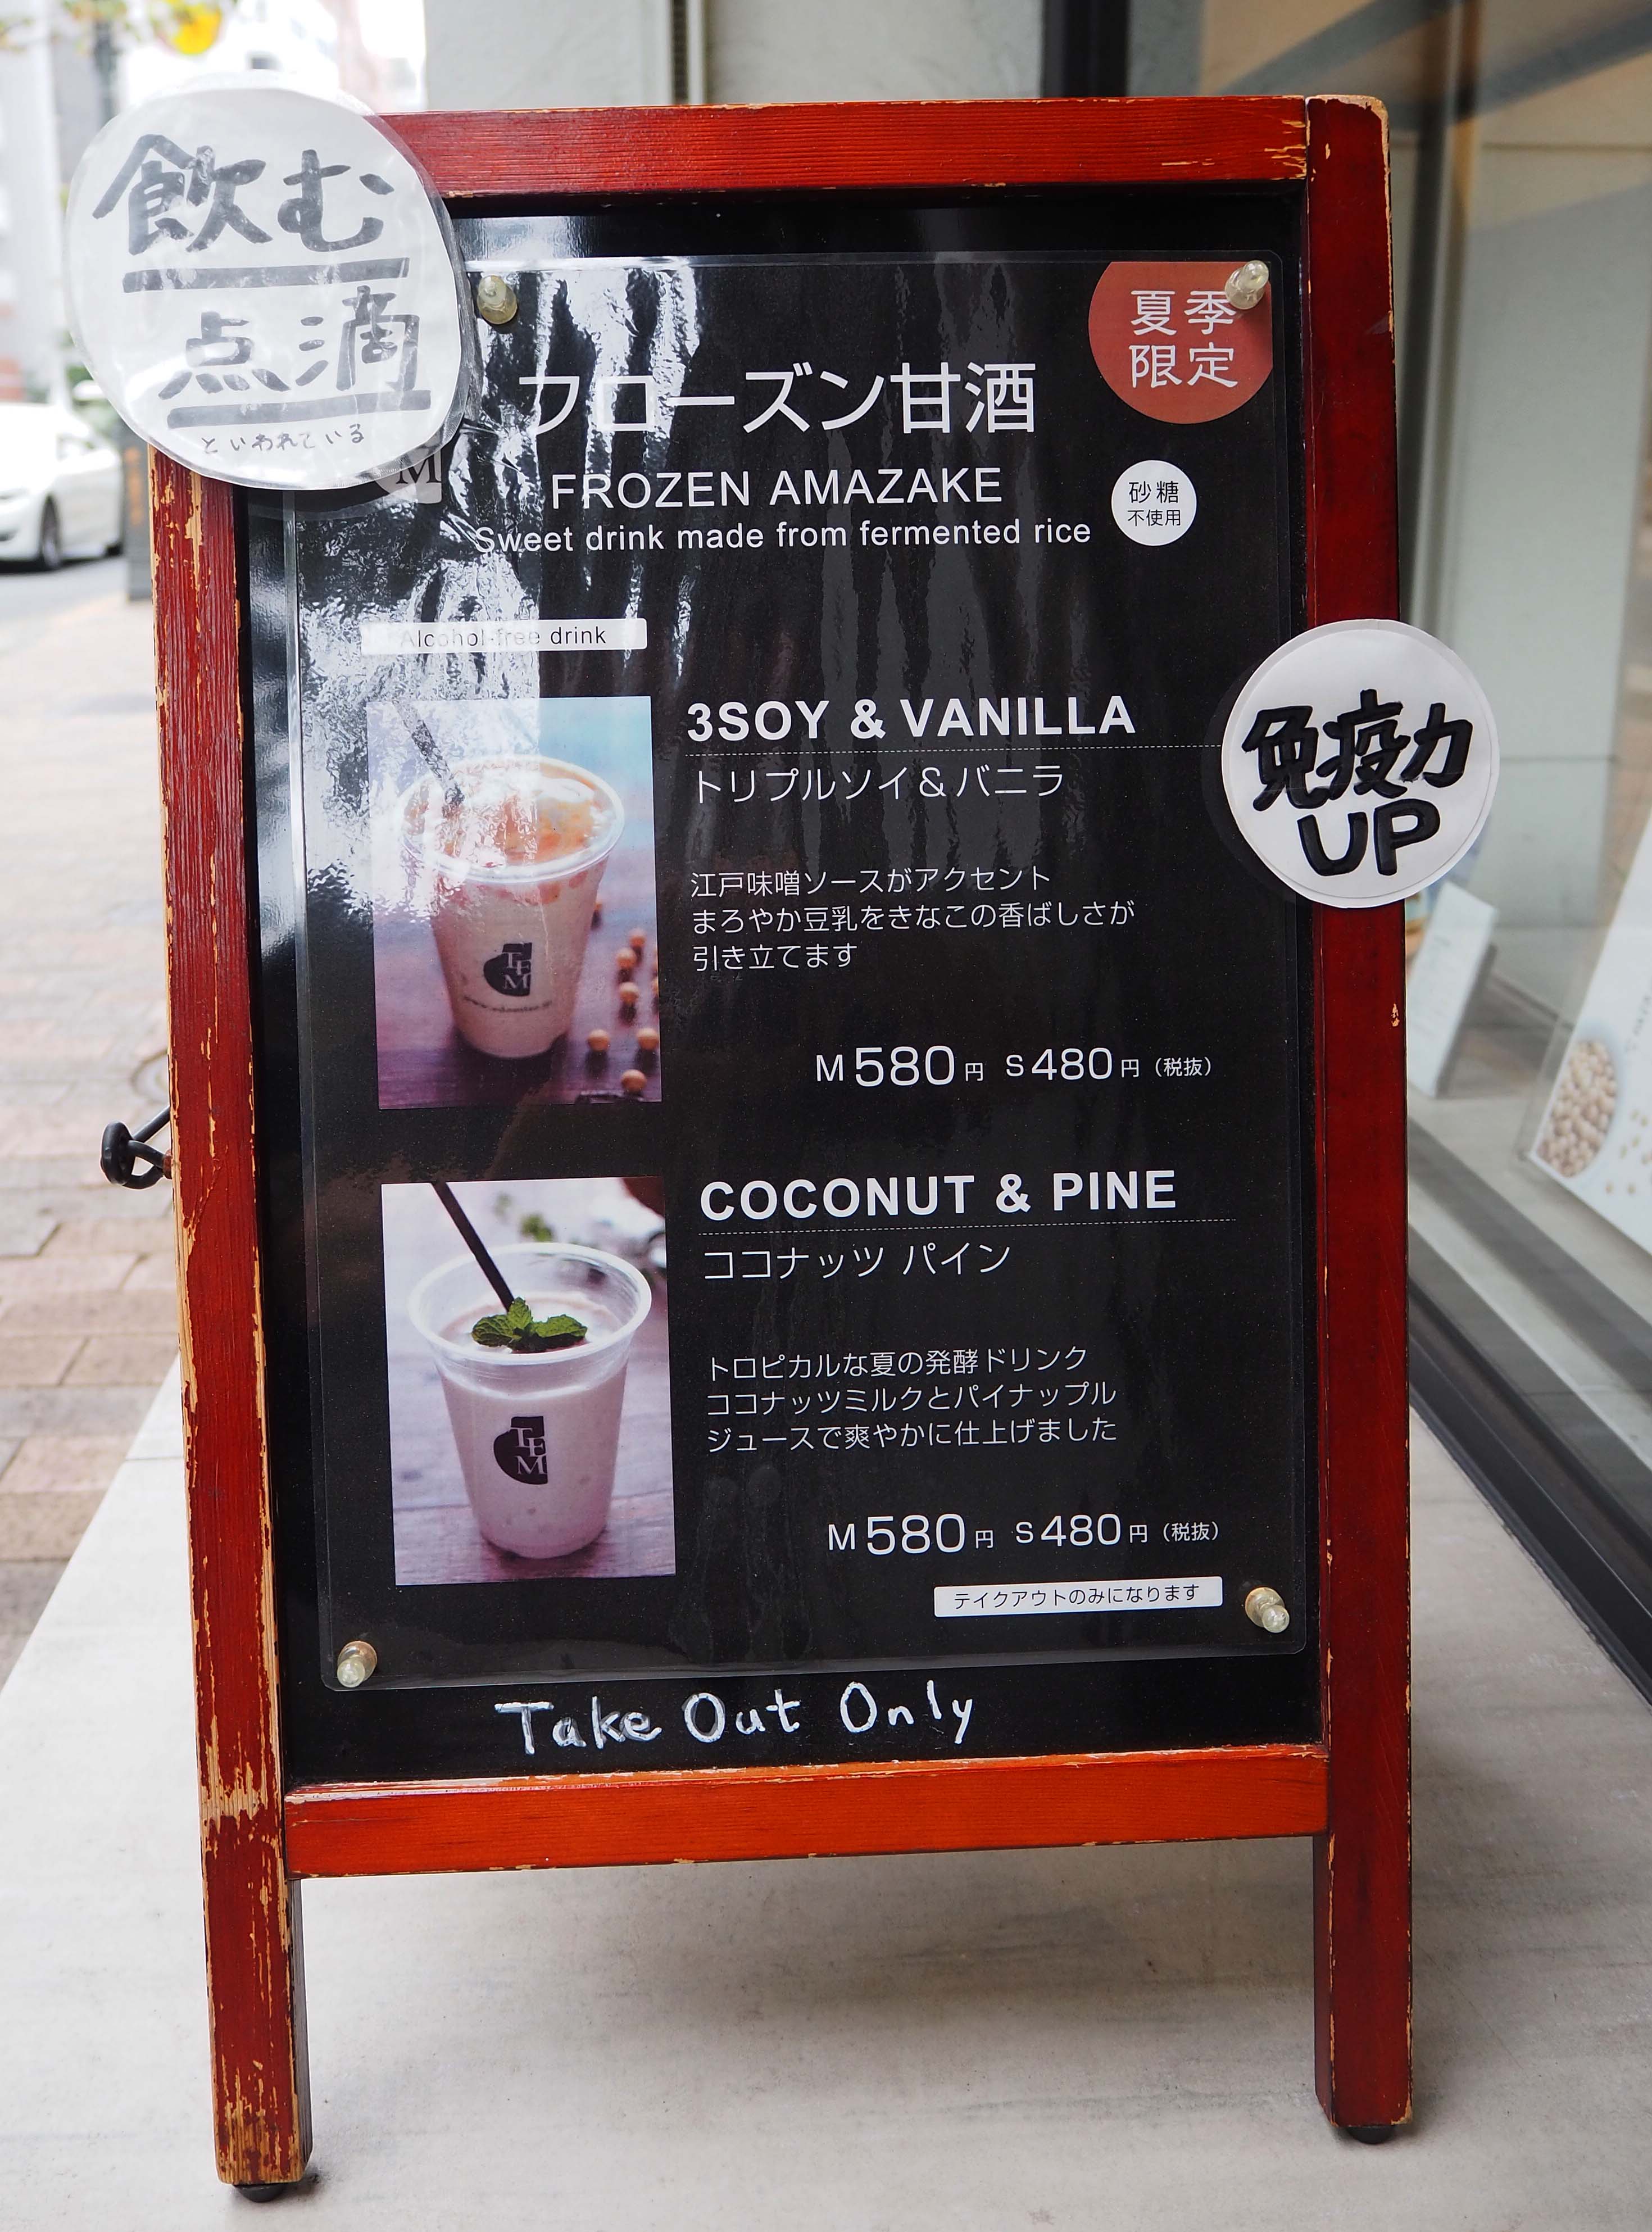 飲む
点滴
といわれている
夏季
限定
フローズン甘酒
FROZEN AMAZAKE
Sweet drink made from fermented rice
砂糖
不使用
Alcohol-free drink
3SOY & VANILLA
トリプルソイ&バニラ
免疫力
UP
江戸味噌ソースがアクセント
まろやか豆乳をきなこの香ばしさが
引き立てます
M 580円 S 480円（税抜）
TFM
COCONUT & PINE
ココナッツ パイン
トロピカルな夏の発酵ドリンク
ココナッツミルクとパイナップル
ジュースで爽やかに仕上げました
M 580円 S 480円（税抜）
TFM
テイクアウトのみになります
Take Out Only